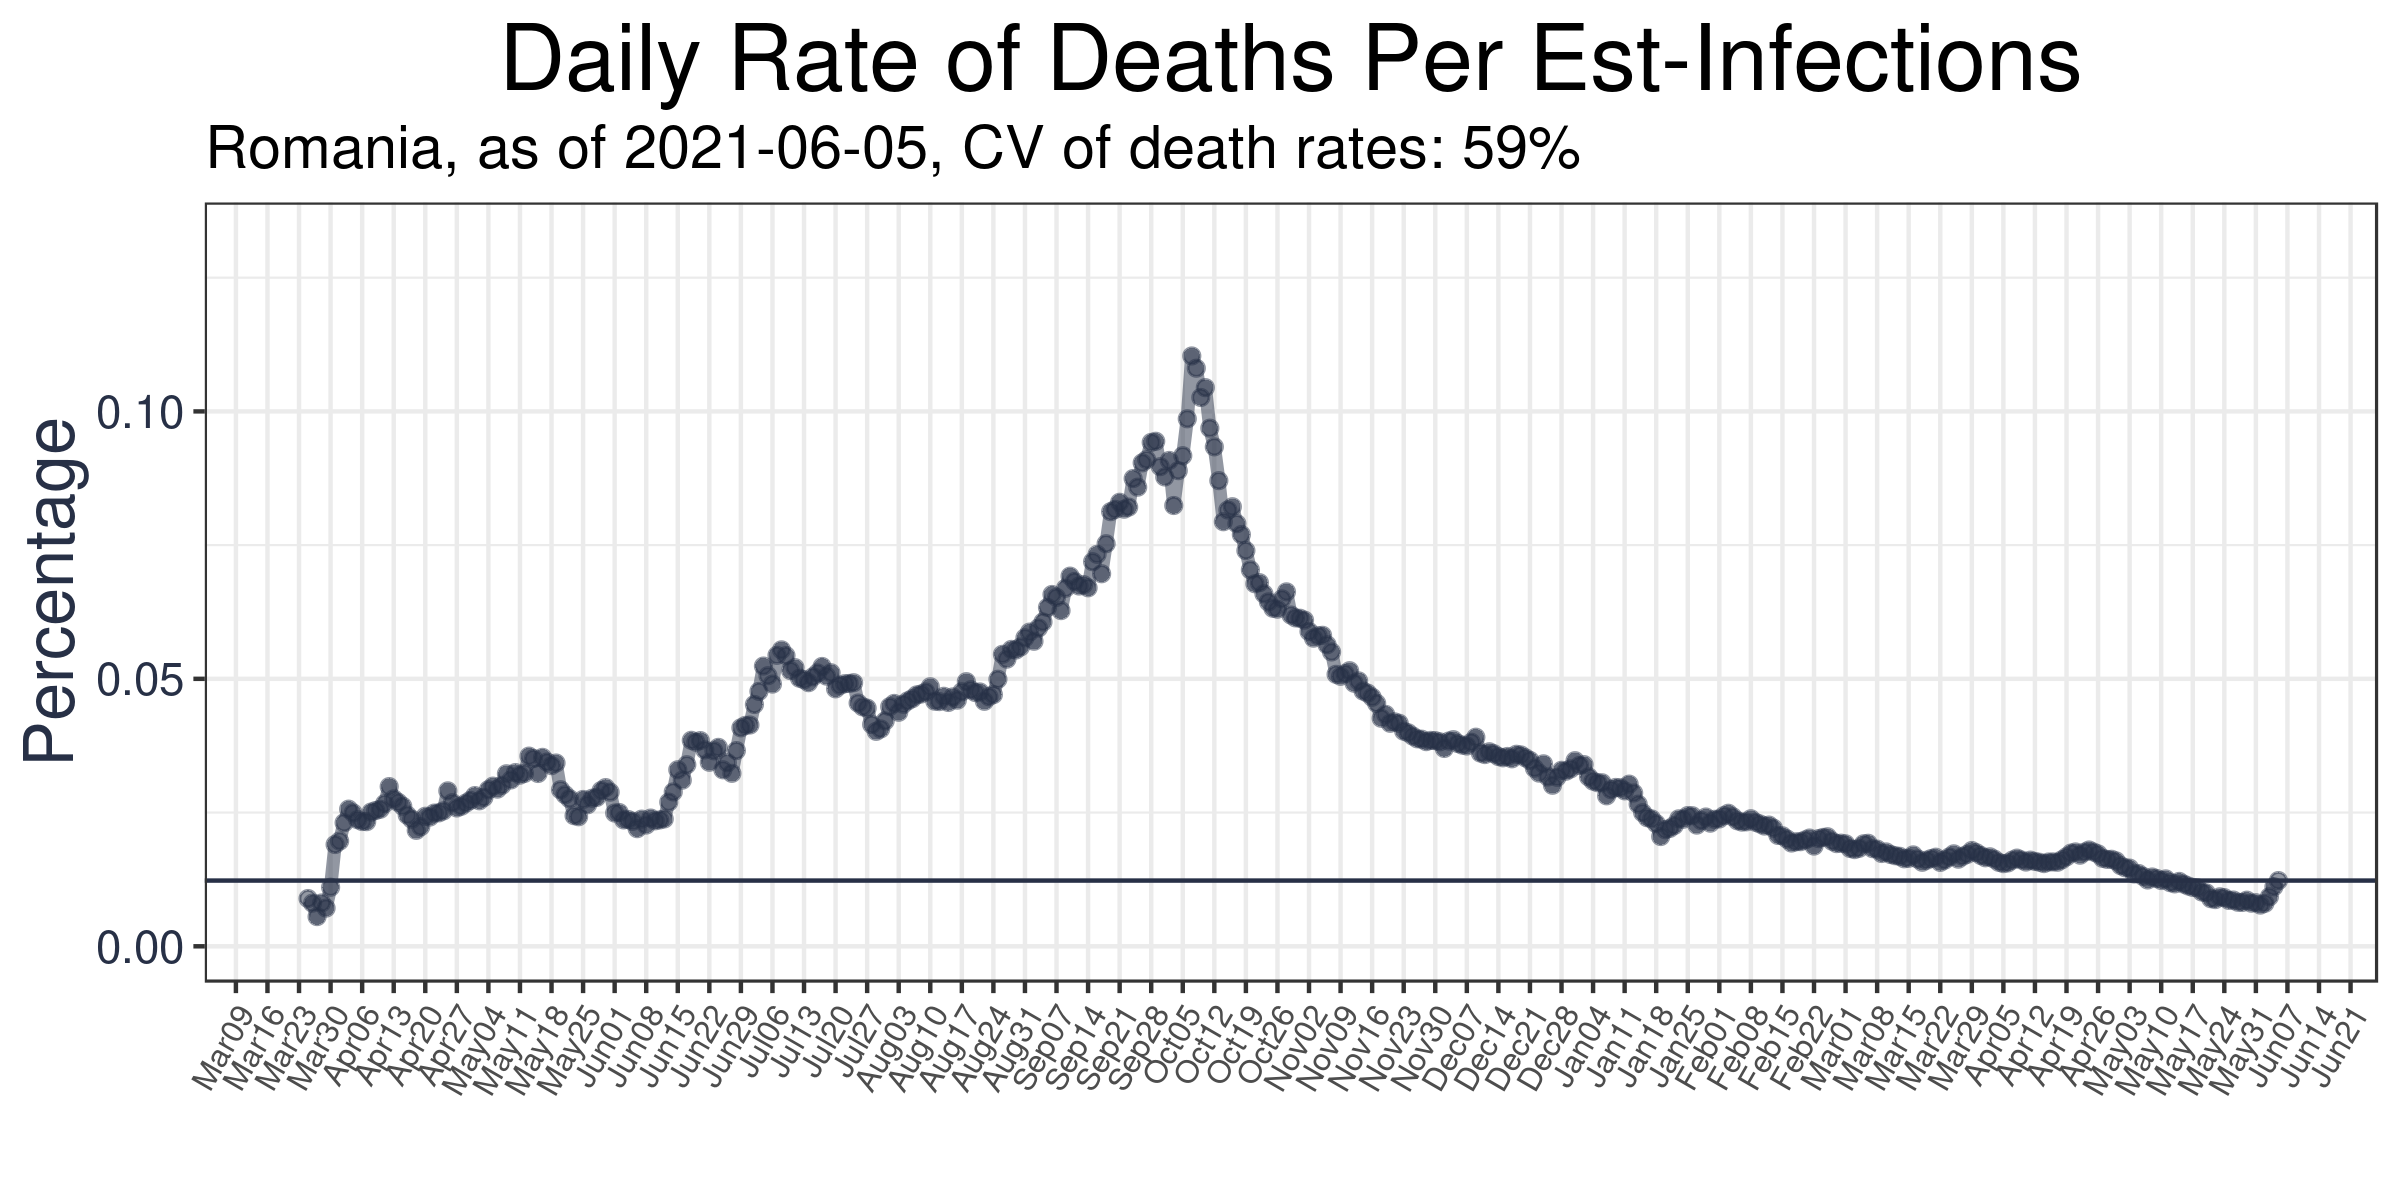 Daily Rate of Deaths Per Est-Infections
Romania, as of 2021-06-05, CV of death rates: 59%
Percentage
0.10
0.05
0.00
Mar09
Mar16
Mar23
Mar30
Apr06
Apr13
Apr20
Apr27
May04
May11
May18
May25
Jun01
Jun08
Jun15
Jun22
Jun29
Jul06
Jul13
Jul20
Jul27
Aug03
Aug10
Aug17
Aug24
Aug31
Sep07
Sep14
Sep21
Sep28
Oct05
Oct12
Oct19
Oct26
Nov02
Nov09
Nov16
Nov23
Nov30
Dec07
Dec14
Dec21
Dec28
Jan04
Jan11
Jan18
Jan25
Feb01
Feb08
Feb15
Feb22
Mar01
Mar08
Mar15
Mar22
Mar29
Apr05
Apr12
Apr19
Apr26
May03
May10
May17
May24
May31
Jun07
Jun14
Jun21